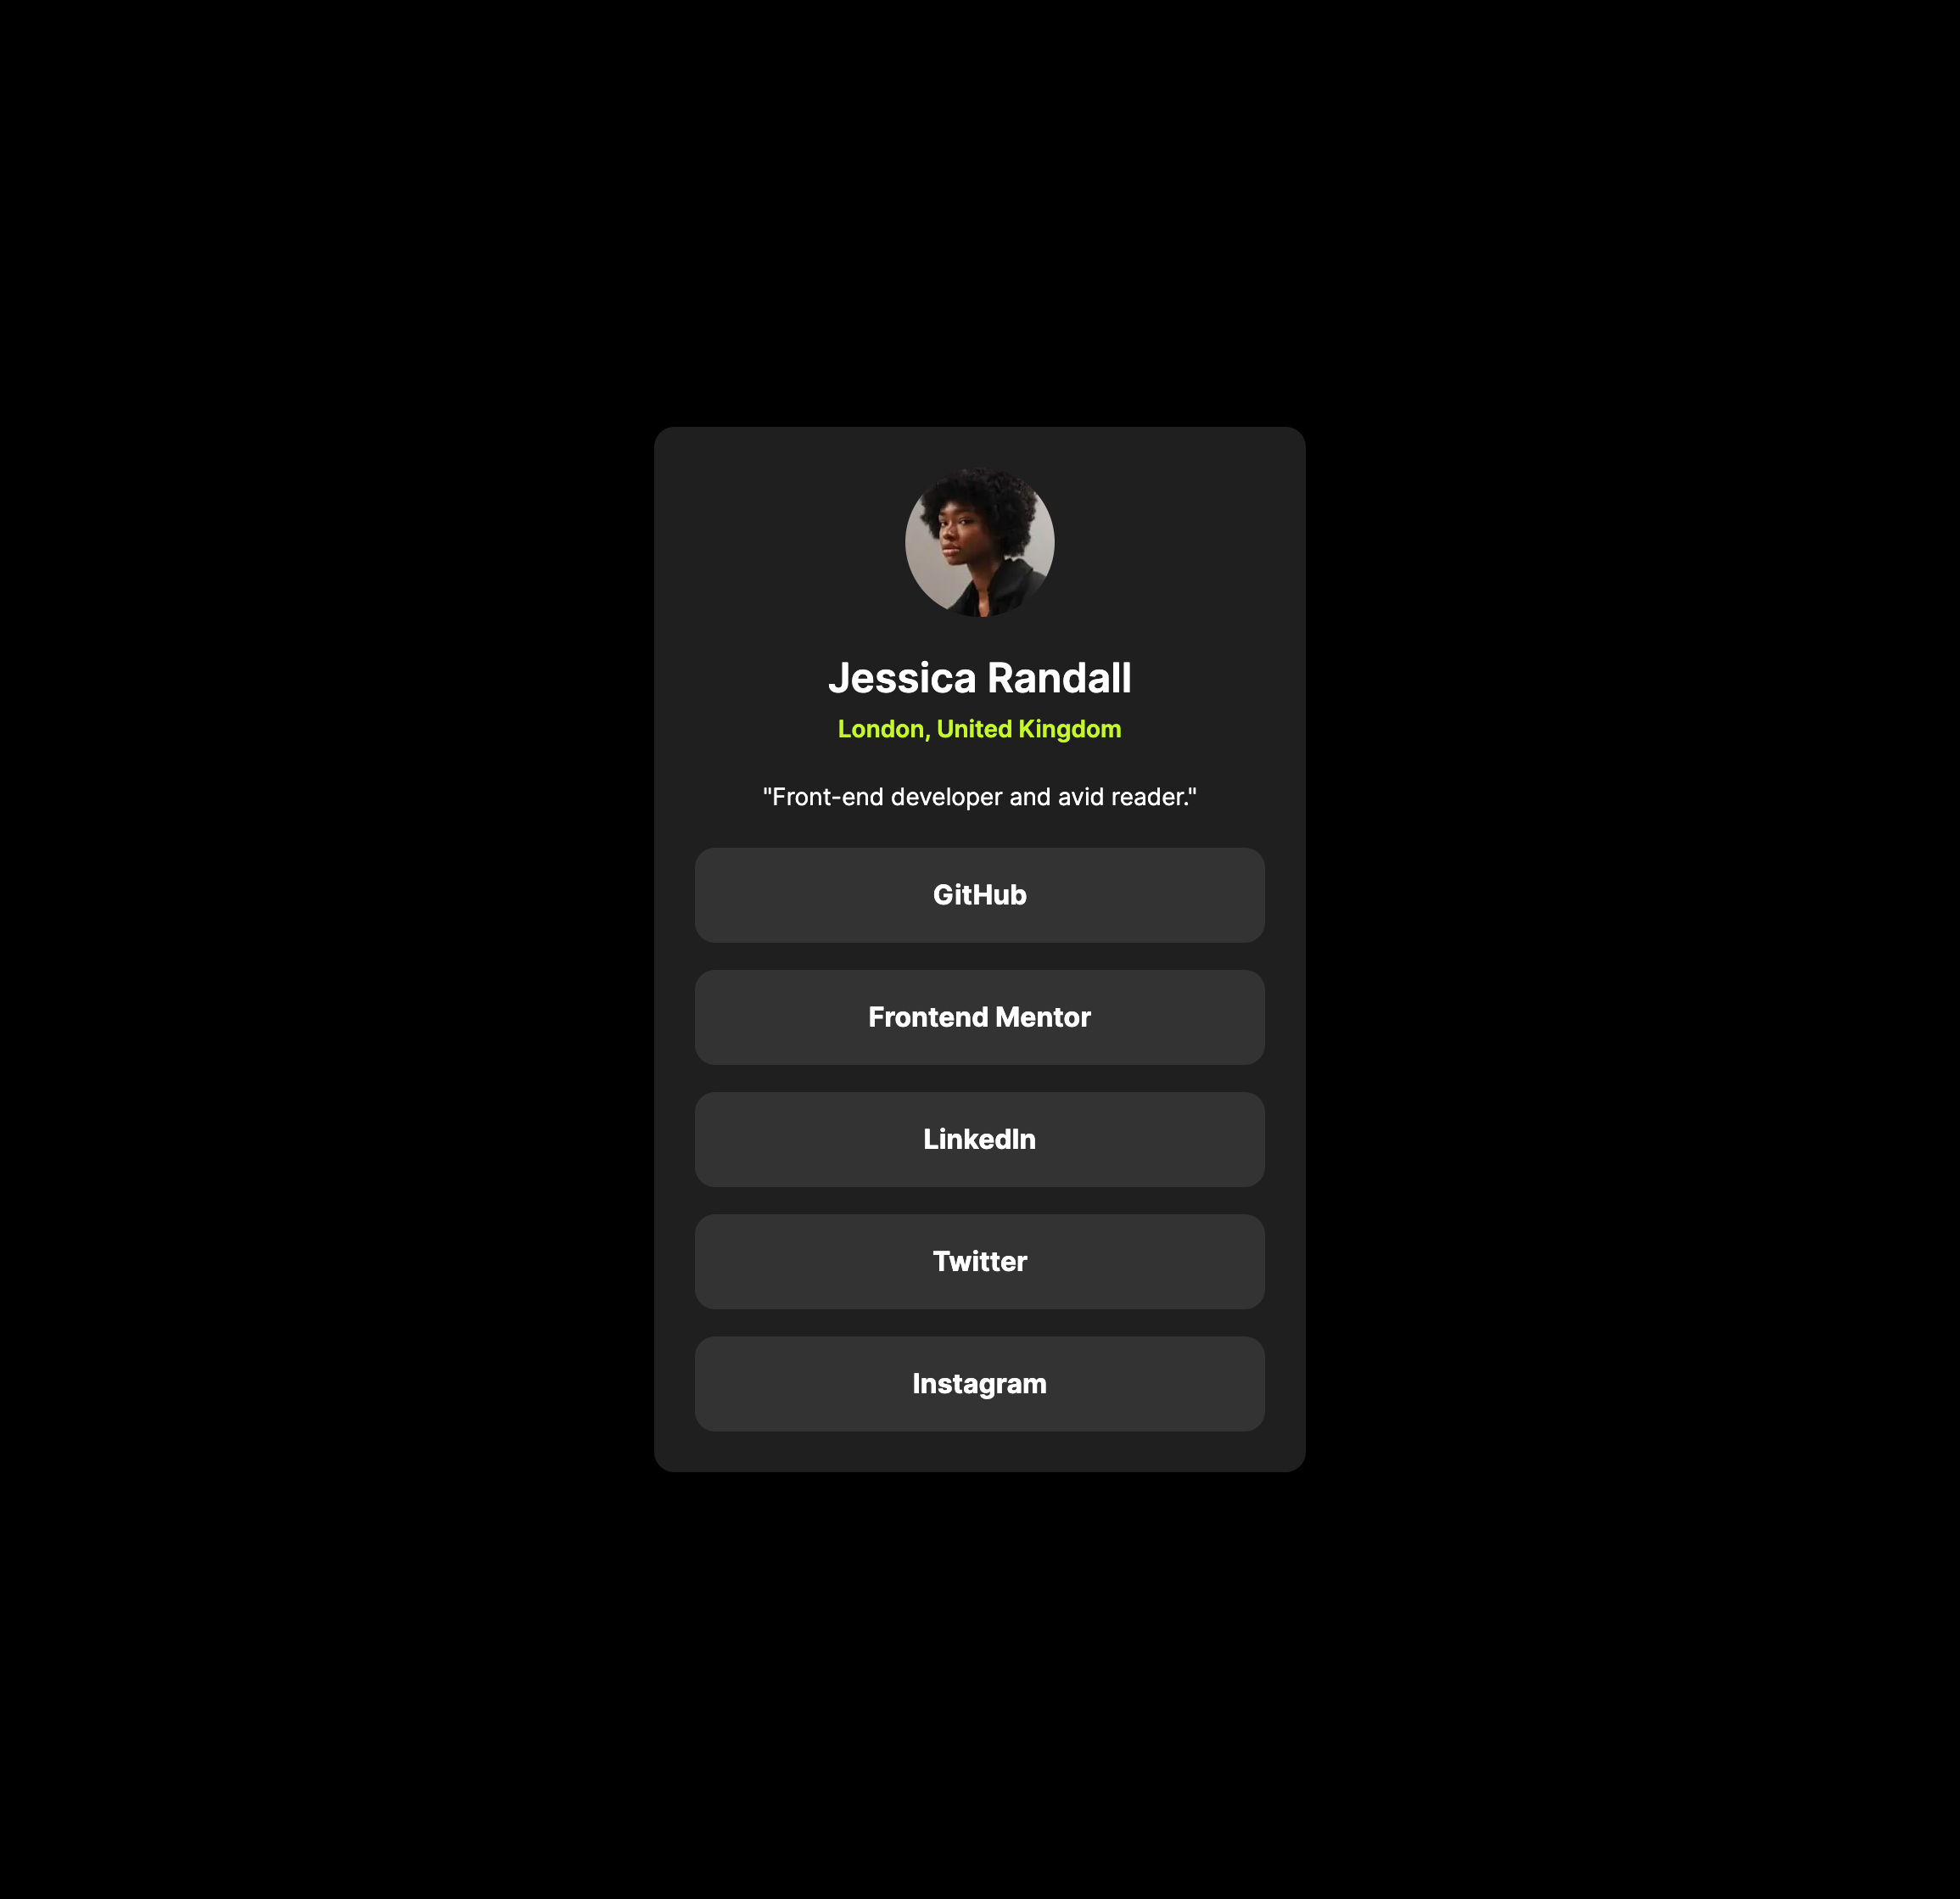 Jessica Randall
London, United Kingdom
"Front-end developer and avid reader."
GitHub
Frontend Mentor
LinkedIn
Twitter
Instagram